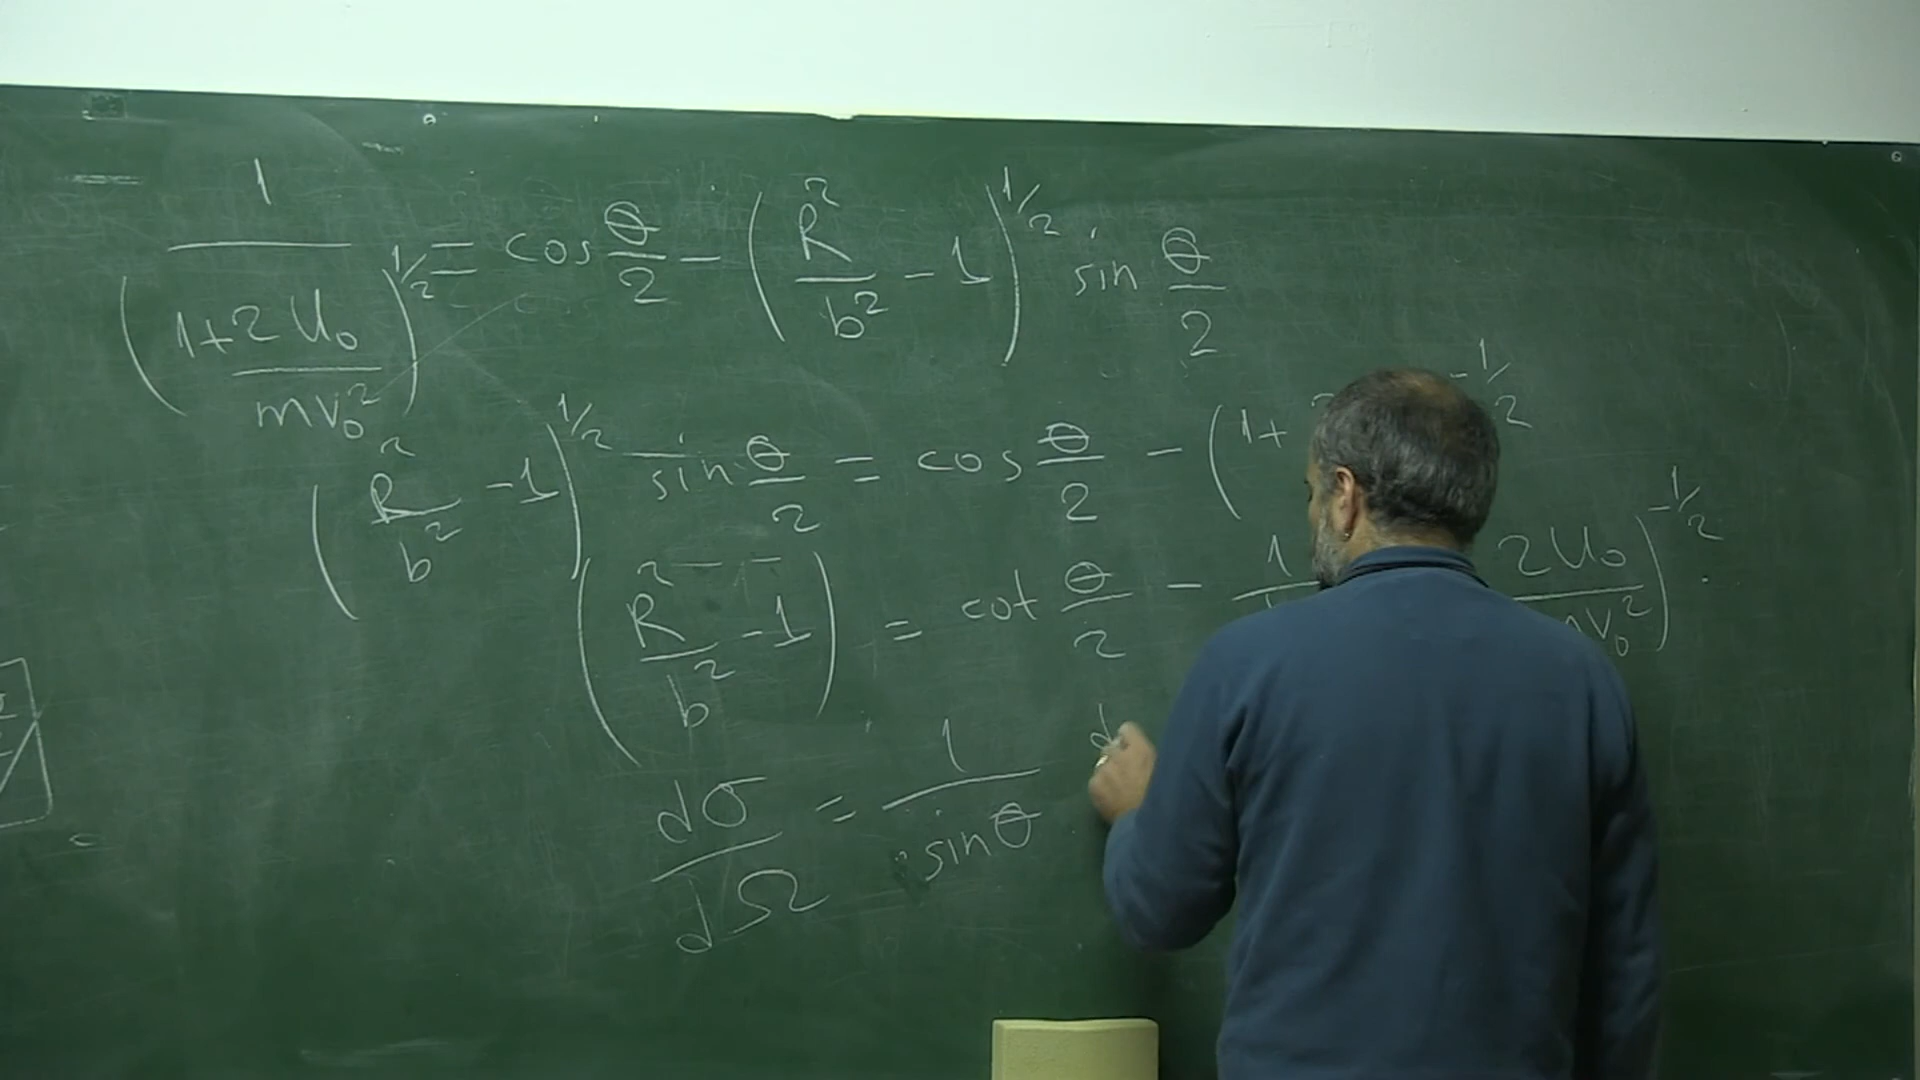 1 / (1 + 2U₀/mv₀²)^1/2 = cos θ/2 − (R²/b² − 1)^1/2 sin θ/2
(R²/b² − 1)^1/2 sin θ/2 = cos θ/2 − (1+ )^−1/2
(R²/b² − 1) = cot θ/2 − 1/ 2U₀/mv₀²)^−1/2 .
dσ/dΩ = 1/sinθ d